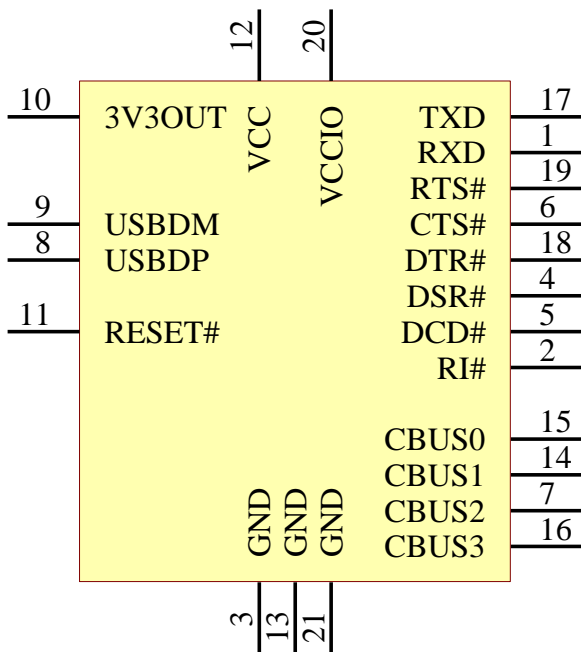 12
20
10
3V3OUT
VCC
VCCIO
TXD
17
RXD
1
RTS#
19
9
USBDM
CTS#
6
8
USBDP
DTR#
18
DSR#
4
11
RESET#
DCD#
5
RI#
2
CBUS0
15
CBUS1
14
CBUS2
7
CBUS3
16
GND
GND
GND
3
13
21